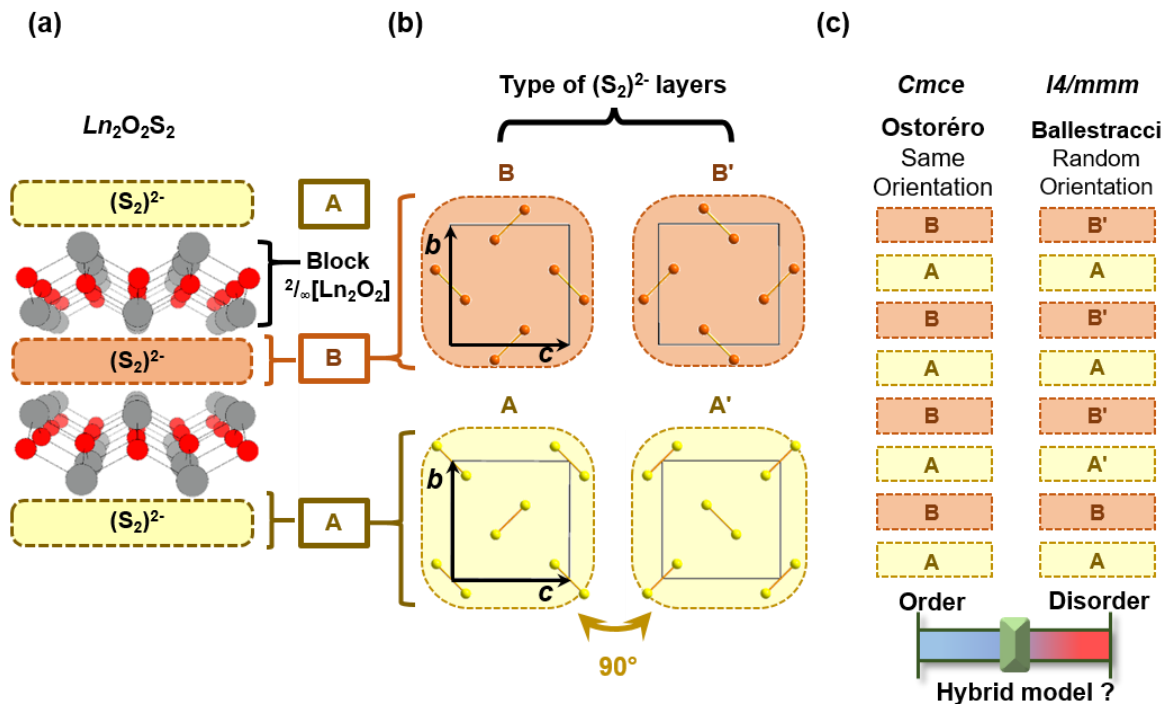 (a)
Ln₂O₂S₂
(S₂)²⁻
A
Block
²/∞[Ln₂O₂]
(S₂)²⁻
B
(S₂)²⁻
A
(b)
Type of (S₂)²⁻ layers
B
B'
b
c
A
A'
b
c
90°
(c)
Cmce
I4/mmm
Ostoréro
Ballestracci
Same
Random
Orientation
Orientation
B
B'
A
A
B
B'
A
A
B
B'
A
A'
B
B
A
A
Order
Disorder
Hybrid model ?